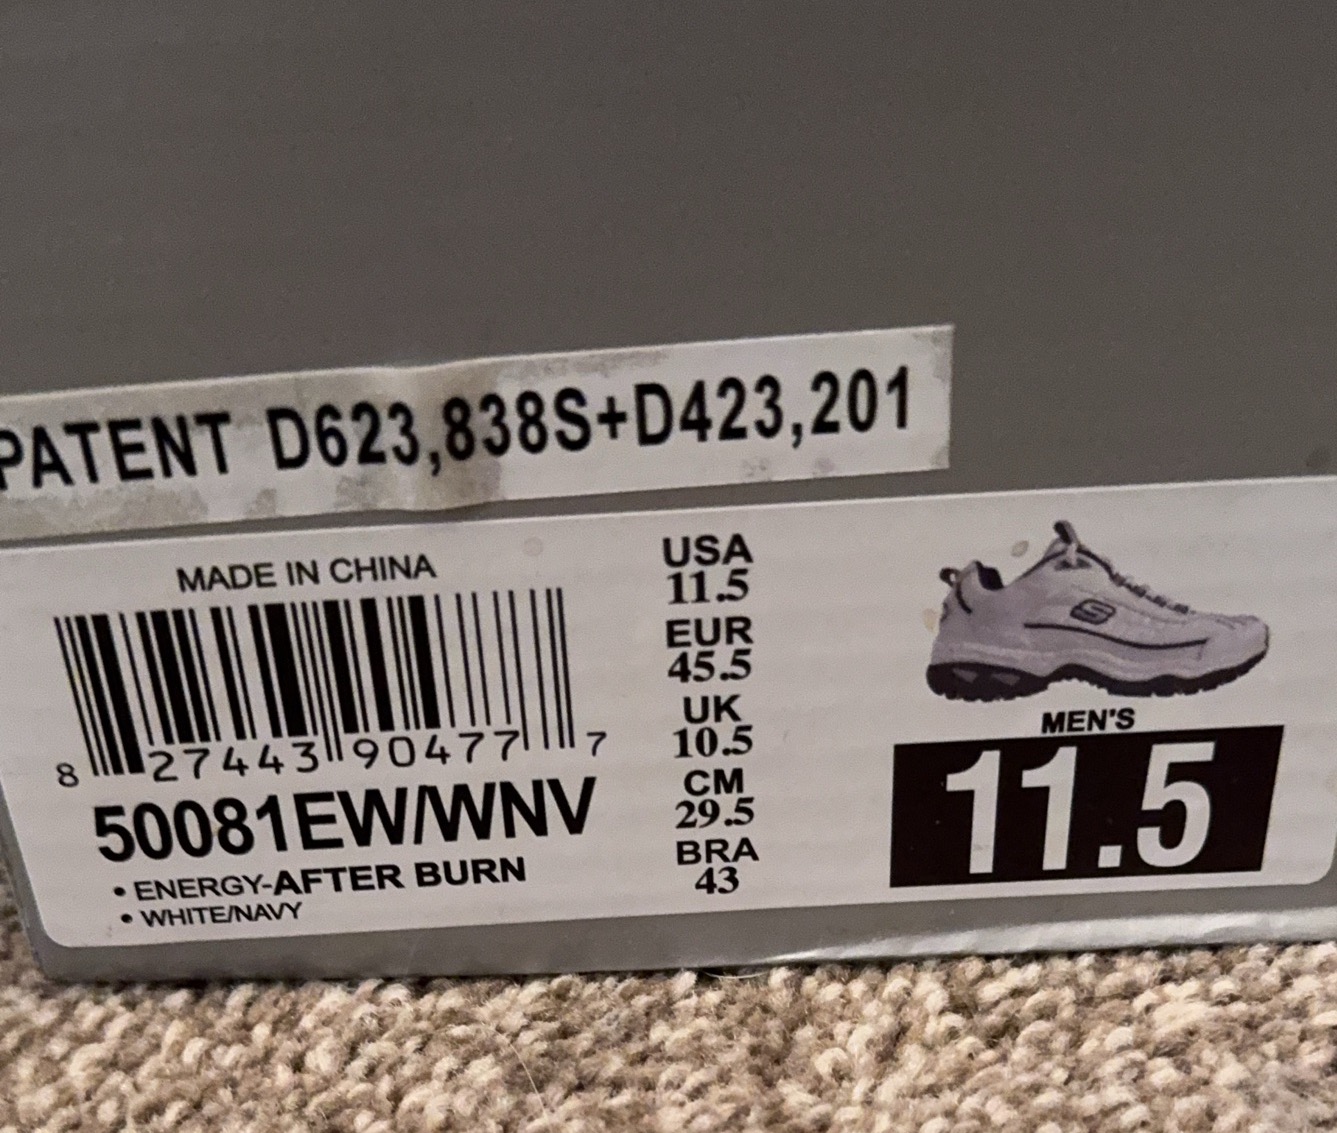 PATENT D623,838S+D423,201
MADE IN CHINA
8 27443 90477 7
50081EW/WNV
• ENERGY-AFTER BURN
• WHITE/NAVY
USA
11.5
EUR
45.5
UK
10.5
CM
29.5
BRA
43
S
MEN'S
11.5